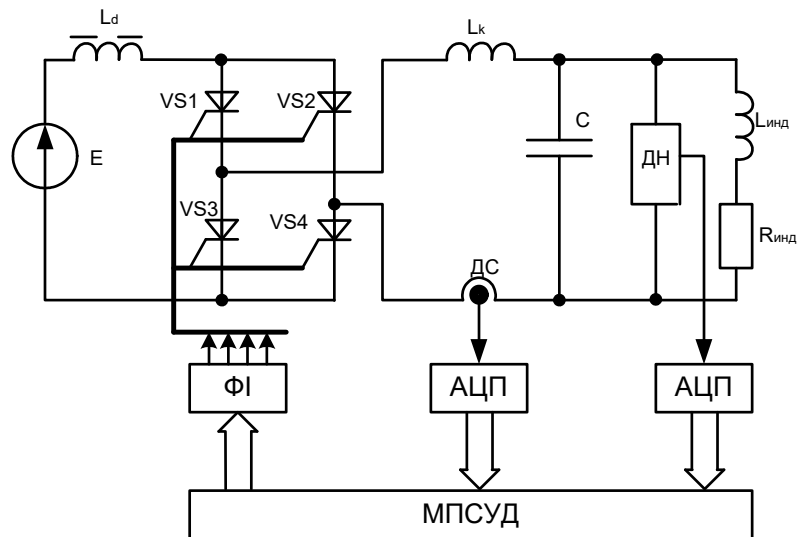 Ld
Lk
VS1
VS2
E
C
ДН
Lинд
VS3
VS4
ДС
Rинд
ФІ
АЦП
АЦП
МПСУД